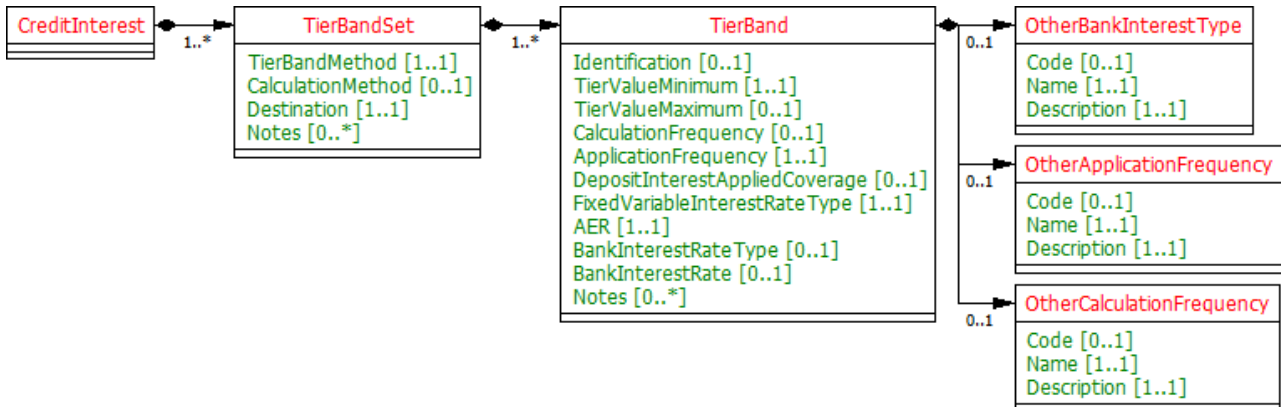 CreditInterest
1..*
TierBandSet
TierBandMethod [1..1]
CalculationMethod [0..1]
Destination [1..1]
Notes [0..*]
1..*
TierBand
Identification [0..1]
TierValueMinimum [1..1]
TierValueMaximum [0..1]
CalculationFrequency [0..1]
ApplicationFrequency [1..1]
DepositInterestAppliedCoverage [0..1]
FixedVariableInterestRateType [1..1]
AER [1..1]
BankInterestRateType [0..1]
BankInterestRate [0..1]
Notes [0..*]
0..1
OtherBankInterestType
Code [0..1]
Name [1..1]
Description [1..1]
0..1
OtherApplicationFrequency
Code [0..1]
Name [1..1]
Description [1..1]
0..1
OtherCalculationFrequency
Code [0..1]
Name [1..1]
Description [1..1]